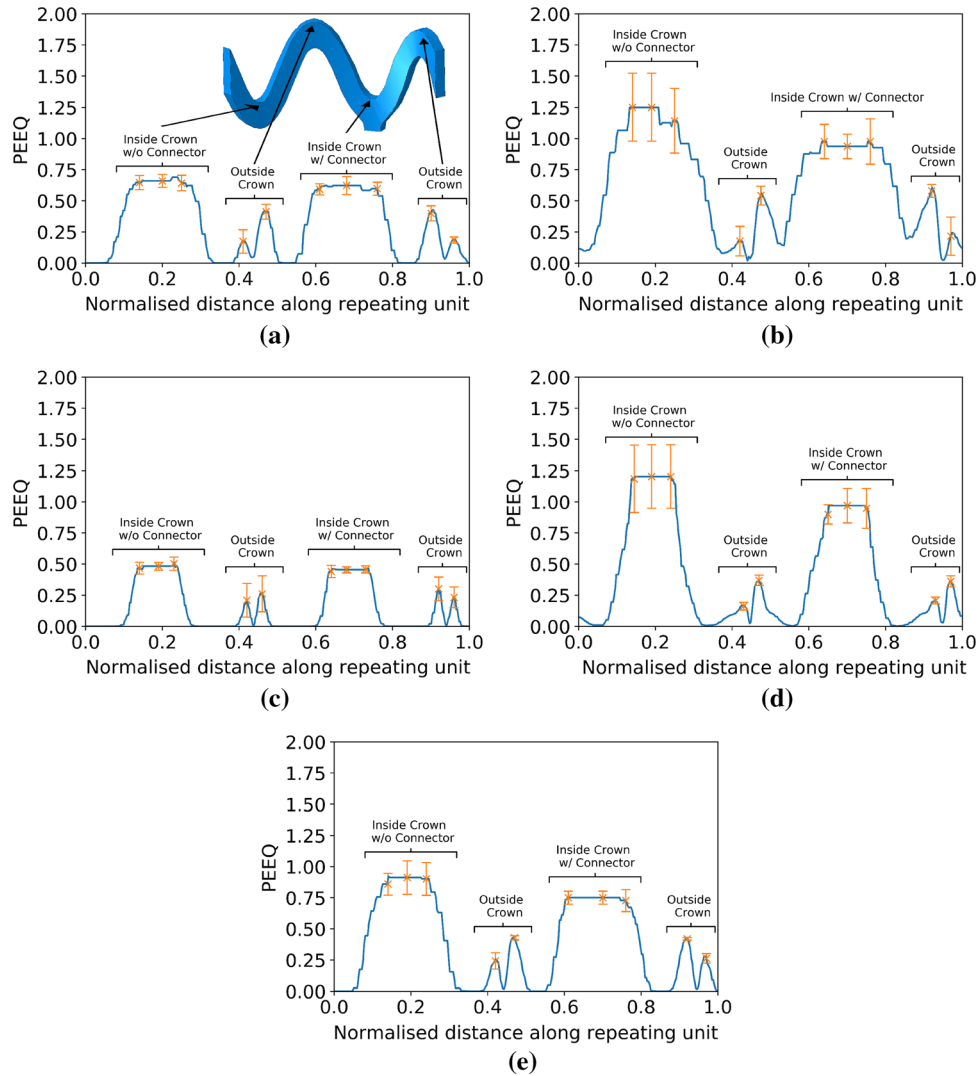 2.00
1.75
1.50
1.25
1.00
0.75
0.50
0.25
0.00
PEEQ
Inside Crown
w/o Connector
Outside
Crown
Inside Crown
w/ Connector
Outside
Crown
0.0 0.2 0.4 0.6 0.8 1.0
Normalised distance along repeating unit
(a)
2.00
1.75
1.50
1.25
1.00
0.75
0.50
0.25
0.00
PEEQ
Inside Crown
w/o Connector
Outside
Crown
Inside Crown w/ Connector
Outside
Crown
0.0 0.2 0.4 0.6 0.8 1.0
Normalised distance along repeating unit
(b)
2.00
1.75
1.50
1.25
1.00
0.75
0.50
0.25
0.00
PEEQ
Inside Crown
w/o Connector
Outside
Crown
Inside Crown
w/ Connector
Outside
Crown
0.0 0.2 0.4 0.6 0.8 1.0
Normalised distance along repeating unit
(c)
2.00
1.75
1.50
1.25
1.00
0.75
0.50
0.25
0.00
PEEQ
Inside Crown
w/o Connector
Outside
Crown
Inside Crown
w/ Connector
Outside
Crown
0.0 0.2 0.4 0.6 0.8 1.0
Normalised distance along repeating unit
(d)
2.00
1.75
1.50
1.25
1.00
0.75
0.50
0.25
0.00
PEEQ
Inside Crown
w/o Connector
Outside
Crown
Inside Crown
w/ Connector
Outside
Crown
0.0 0.2 0.4 0.6 0.8 1.0
Normalised distance along repeating unit
(e)